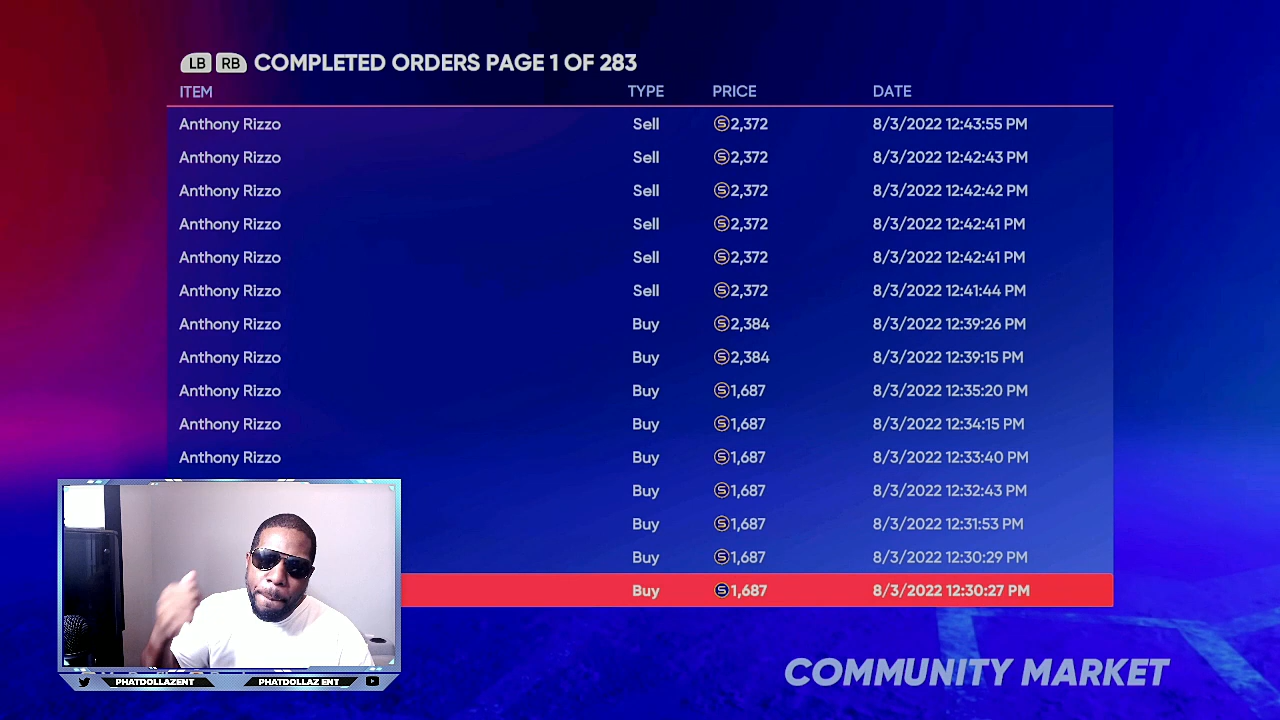 LB RB COMPLETED ORDERS PAGE 1 OF 283
ITEM TYPE PRICE DATE
Anthony Rizzo Sell 2,372 8/3/2022 12:43:55 PM
Anthony Rizzo Sell 2,372 8/3/2022 12:42:43 PM
Anthony Rizzo Sell 2,372 8/3/2022 12:42:42 PM
Anthony Rizzo Sell 2,372 8/3/2022 12:42:41 PM
Anthony Rizzo Sell 2,372 8/3/2022 12:42:41 PM
Anthony Rizzo Sell 2,372 8/3/2022 12:41:44 PM
Anthony Rizzo Buy 2,384 8/3/2022 12:39:26 PM
Anthony Rizzo Buy 2,384 8/3/2022 12:39:15 PM
Anthony Rizzo Buy 1,687 8/3/2022 12:35:20 PM
Anthony Rizzo Buy 1,687 8/3/2022 12:34:15 PM
Anthony Rizzo Buy 1,687 8/3/2022 12:33:40 PM
Buy 1,687 8/3/2022 12:32:43 PM
Buy 1,687 8/3/2022 12:31:53 PM
Buy 1,687 8/3/2022 12:30:29 PM
Buy 1,687 8/3/2022 12:30:27 PM
COMMUNITY MARKET
PHATDOLLAZENT PHATDOLLAZ ENT